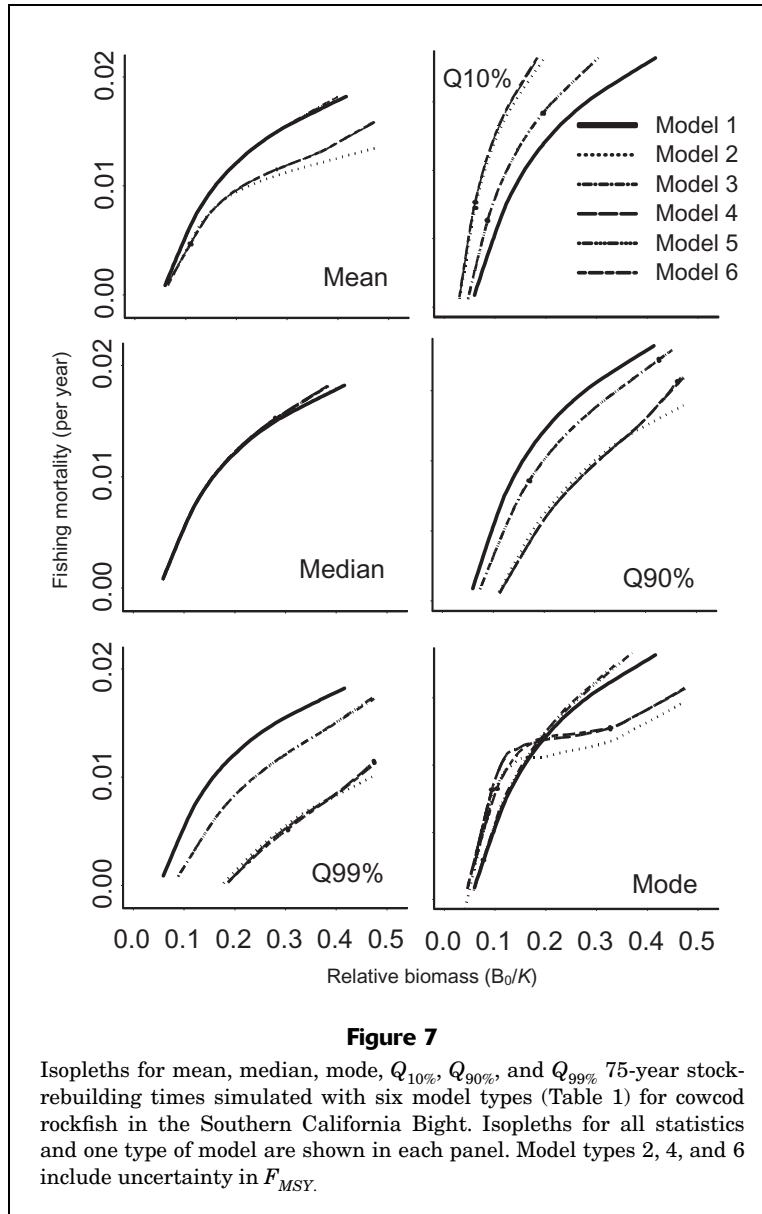 0.02
0.01
0.00
Mean
Q10%
Model 1
Model 2
Model 3
Model 4
Model 5
Model 6
Fishing mortality (per year)
0.02
0.01
0.00
Median
Q90%
0.02
0.01
0.00
Q99%
Mode
0.0 0.1 0.2 0.3 0.4 0.5 0.0 0.1 0.2 0.3 0.4 0.5
Relative biomass (B₀/K)
Figure 7
Isopleths for mean, median, mode, Q10%, Q90%, and Q99% 75-year stock-
rebuilding times simulated with six model types (Table 1) for cowcod
rockfish in the Southern California Bight. Isopleths for all statistics
and one type of model are shown in each panel. Model types 2, 4, and 6
include uncertainty in FMSY.